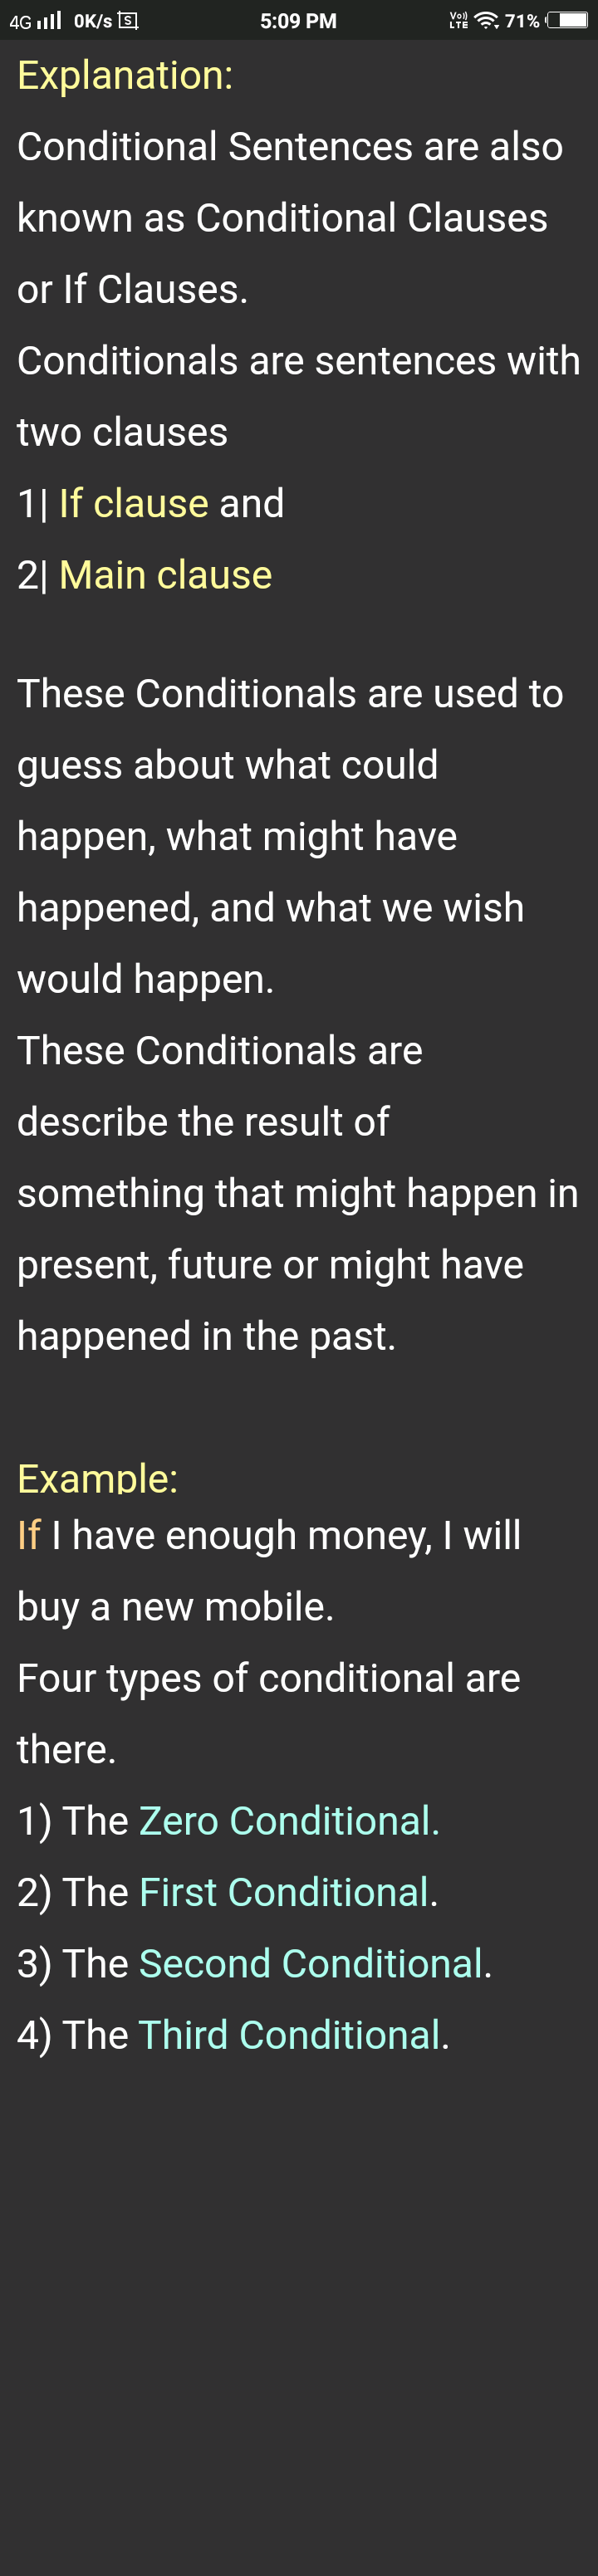 4G 0K/s S 5:09 PM Vo)) LTE 71%
Explanation:
Conditional Sentences are also
known as Conditional Clauses
or If Clauses.
Conditionals are sentences with
two clauses
1| If clause and
2| Main clause
These Conditionals are used to
guess about what could
happen, what might have
happened, and what we wish
would happen.
These Conditionals are
describe the result of
something that might happen in
present, future or might have
happened in the past.
Example:
If I have enough money, I will
buy a new mobile.
Four types of conditional are
there.
1) The Zero Conditional.
2) The First Conditional.
3) The Second Conditional.
4) The Third Conditional.